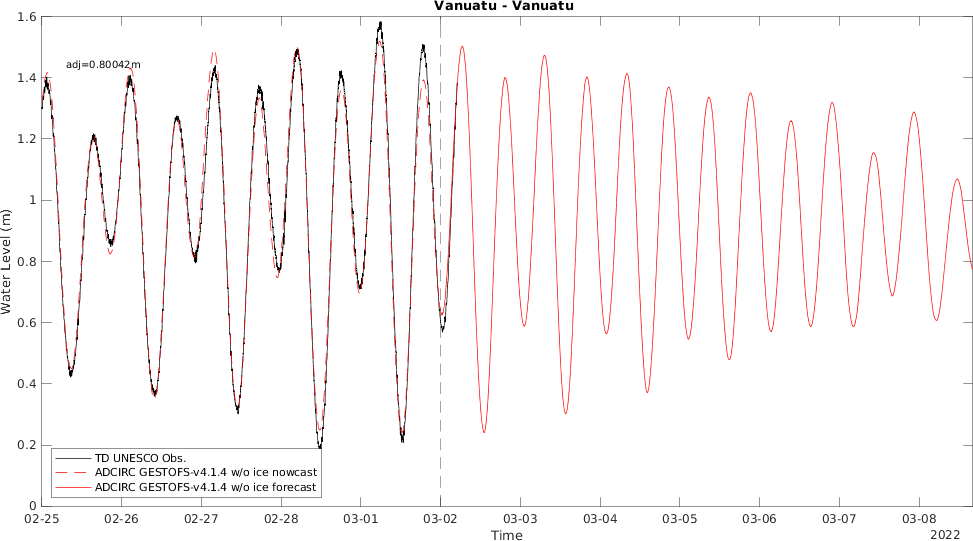 Vanuatu - Vanuatu
1.6
adj=0.80042m
1.4
1.2
1
0.8
0.6
0.4
0.2
0
Water Level (m)
TD UNESCO Obs.
ADCIRC GESTOFS-v4.1.4 w/o ice nowcast
ADCIRC GESTOFS-v4.1.4 w/o ice forecast
02-25 02-26 02-27 02-28 03-01 03-02 03-03 03-04 03-05 03-06 03-07 03-08
Time
2022